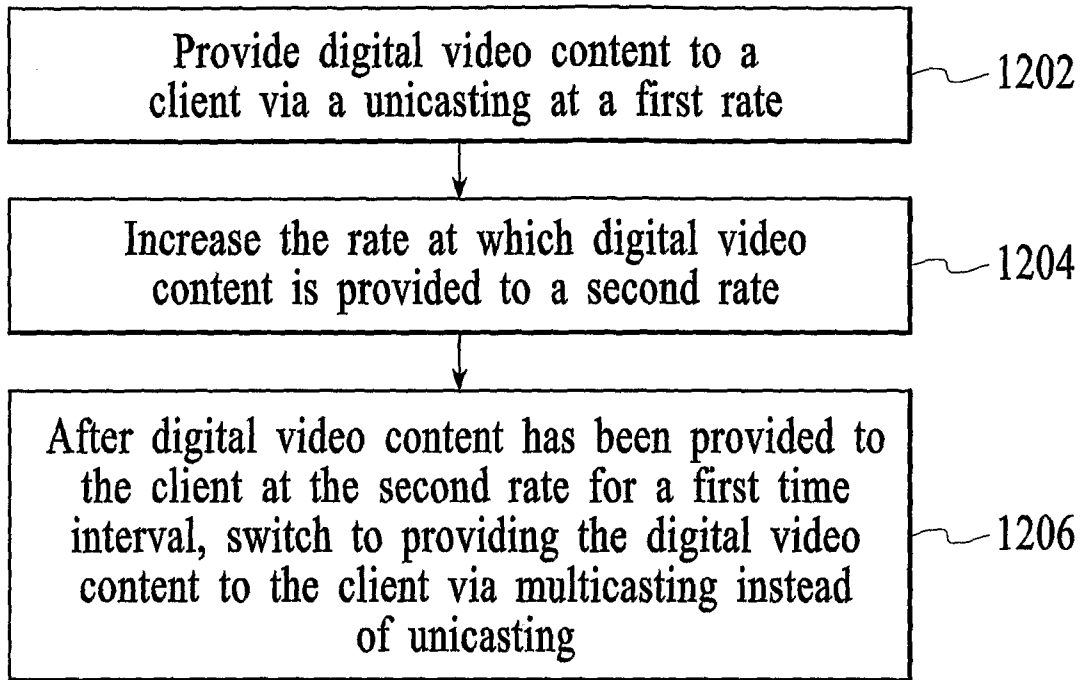 Provide digital video content to a
client via a unicasting at a first rate
1202
Increase the rate at which digital video
content is provided to a second rate
1204
After digital video content has been provided to
the client at the second rate for a first time
interval, switch to providing the digital video
content to the client via multicasting instead
of unicasting
1206